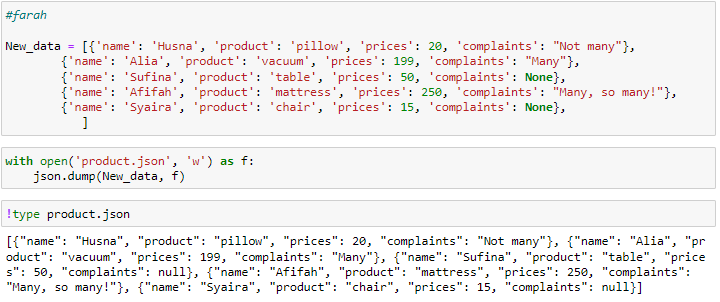 #farah
New_data = [{'name': 'Husna', 'product': 'pillow', 'prices': 20, 'complaints': "Not many"},
{'name': 'Alia', 'product': 'vacuum', 'prices': 199, 'complaints': "Many"},
{'name': 'Sufina', 'product': 'table', 'prices': 50, 'complaints': None},
{'name': 'Afifah', 'product': 'mattress', 'prices': 250, 'complaints': "Many, so many!"},
{'name': 'Syaira', 'product': 'chair', 'prices': 15, 'complaints': None},
]
with open('product.json', 'w') as f:
json.dump(New_data, f)
!type product.json
[{"name": "Husna", "product": "pillow", "prices": 20, "complaints": "Not many"}, {"name": "Alia", "pr
oduct": "vacuum", "prices": 199, "complaints": "Many"}, {"name": "Sufina", "product": "table", "price
s": 50, "complaints": null}, {"name": "Afifah", "product": "mattress", "prices": 250, "complaints":
"Many, so many!"}, {"name": "Syaira", "product": "chair", "prices": 15, "complaints": null}]